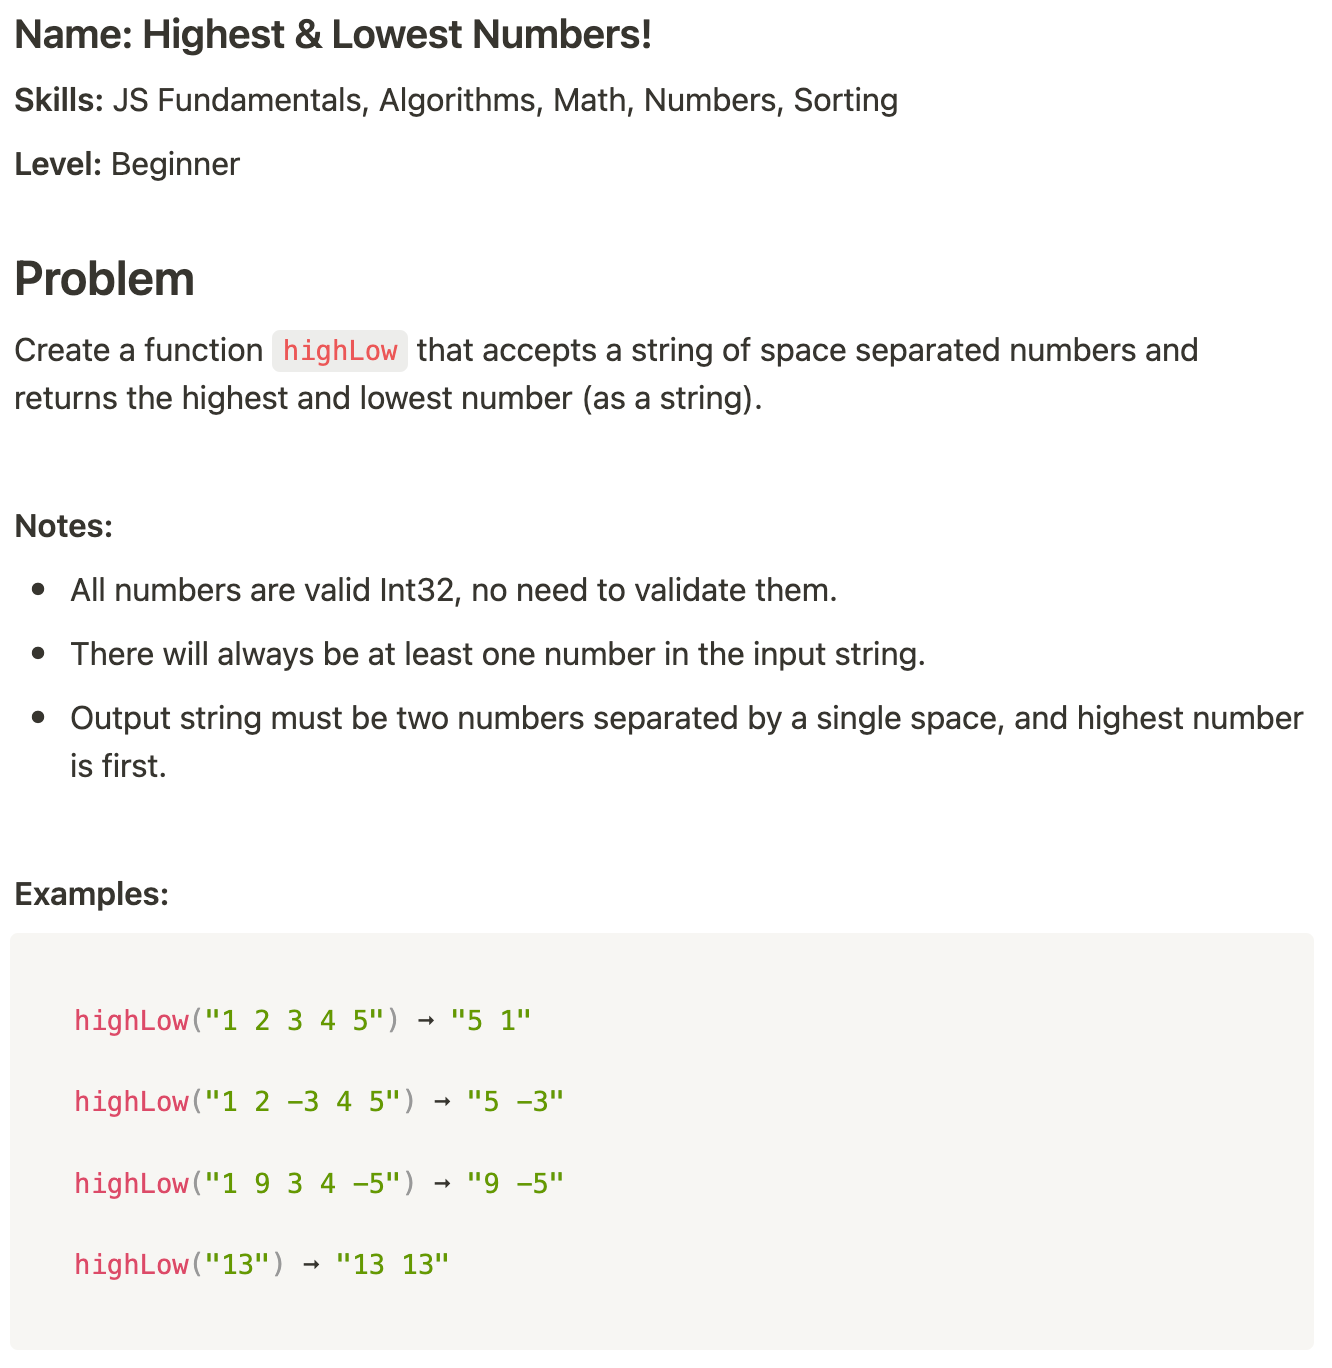 Name: Highest & Lowest Numbers!
Skills: JS Fundamentals, Algorithms, Math, Numbers, Sorting
Level: Beginner
Problem
Create a function highLow that accepts a string of space separated numbers and
returns the highest and lowest number (as a string).
Notes:
• All numbers are valid Int32, no need to validate them.
• There will always be at least one number in the input string.
• Output string must be two numbers separated by a single space, and highest number
is first.
Examples:
highLow("1 2 3 4 5") → "5 1"
highLow("1 2 -3 4 5") → "5 -3"
highLow("1 9 3 4 -5") → "9 -5"
highLow("13") → "13 13"